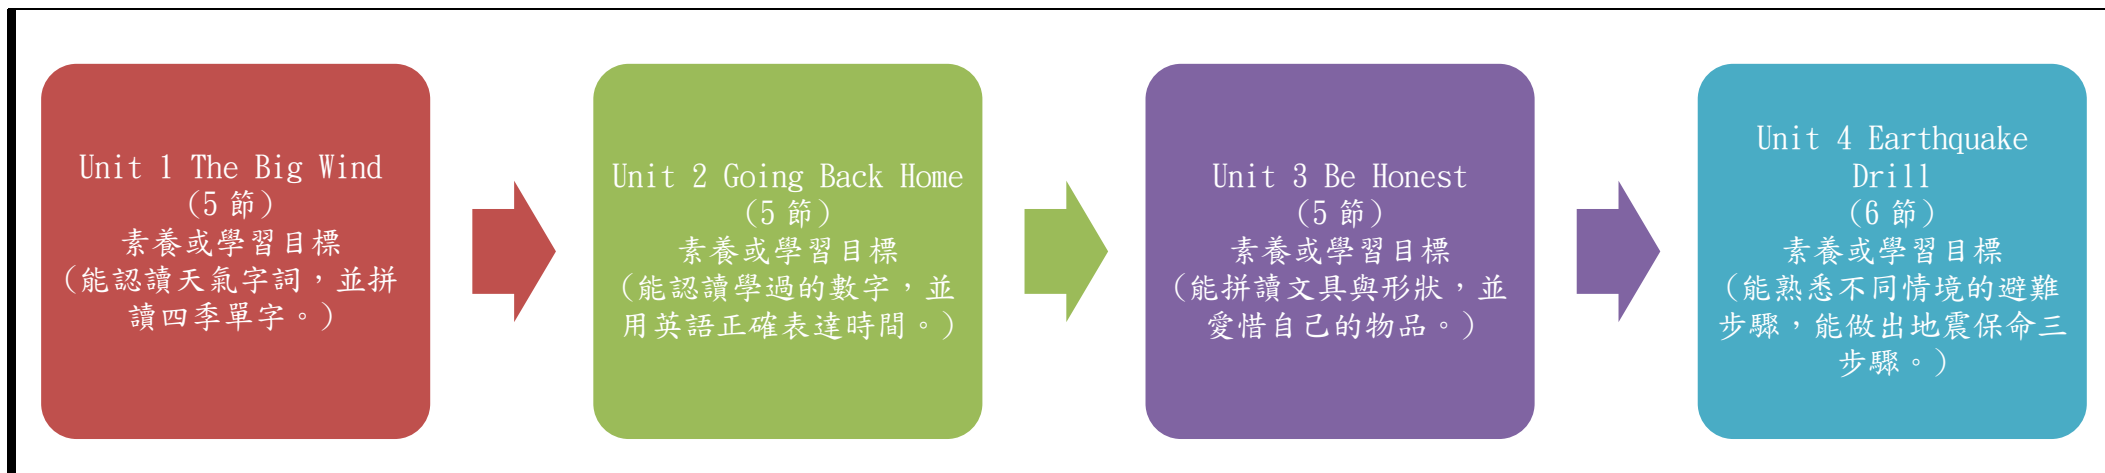 Unit 1 The Big Wind
(5 節)
素養或學習目標
(能認讀天氣字詞，並拼
讀四季單字。)
Unit 2 Going Back Home
(5 節)
素養或學習目標
(能認讀學過的數字，並
用英語正確表達時間。)
Unit 3 Be Honest
(5 節)
素養或學習目標
(能拼讀文具與形狀，並
愛惜自己的物品。)
Unit 4 Earthquake
Drill
(6 節)
素養或學習目標
(能熟悉不同情境的避難
步驟，能做出地震保命三
步驟。)